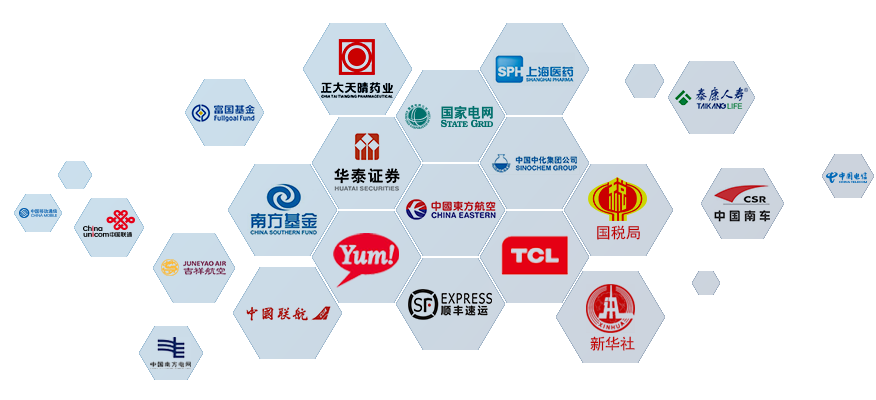 正大天晴药业
CHIA TAI TIANQING PHARMACEUTICAL
SPH
上海医药
SHANGHAI PHARMA
富国基金
Fullgoal Fund
国家电网
STATE GRID
泰康人寿®
TAIKANG LIFE
华泰证券
HUATAI SECURITIES
中国中化集团公司
SINOCHEM GROUP
中国电信
CHINA TELECOM
中国移动通信
CHINA MOBILE
China
unicom中国联通
南方基金
CHINA SOUTHERN FUND
中國東方航空
CHINA EASTERN
税
国税局
CSR
中国南车
JUNEYAO AIR
吉祥航空
Yum!
TCL
中國联航
SF
EXPRESS
顺丰速运
XINHUA
新华社
中国南方电网